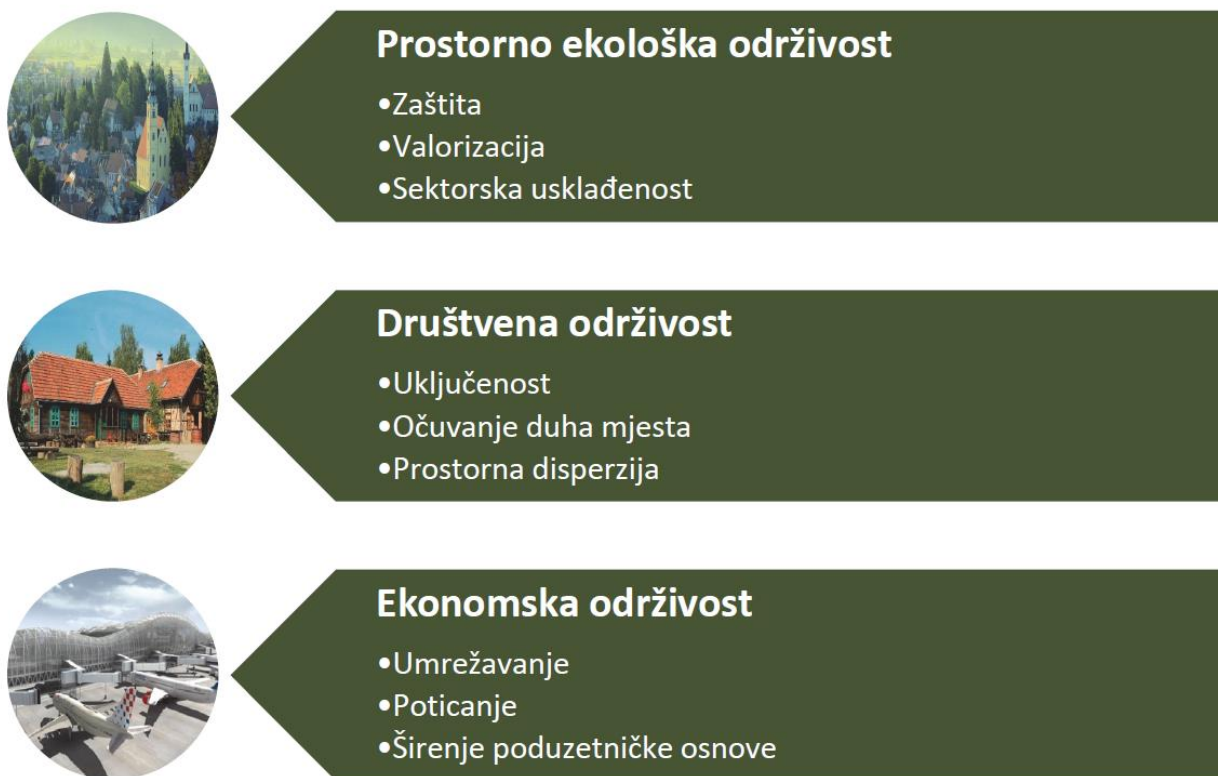 Prostorno ekološka održivost
•Zaštita
•Valorizacija
•Sektorska usklađenost
Društvena održivost
•Uključenost
•Očuvanje duha mjesta
•Prostorna disperzija
Ekonomska održivost
•Umrežavanje
•Poticanje
•Širenje poduzetničke osnove